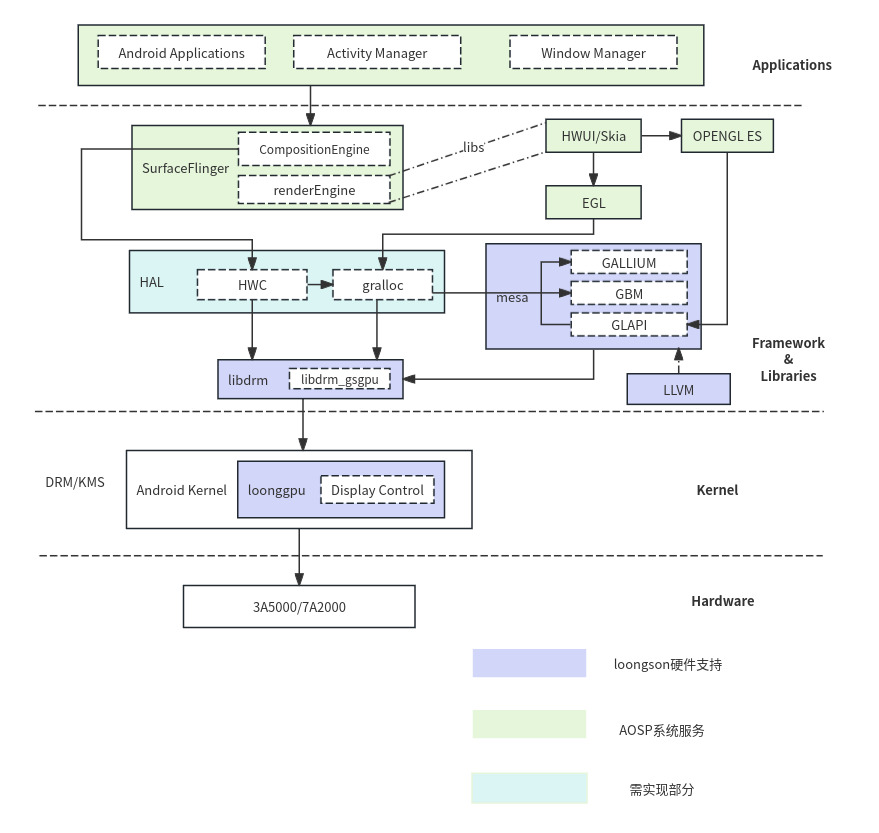 Android Applications
Activity Manager
Window Manager
Applications
SurfaceFlinger
CompositionEngine
renderEngine
libs
HWUI/Skia
OPENGL ES
EGL
HAL
HWC
gralloc
mesa
GALLIUM
GBM
GLAPI
Framework
&
Libraries
libdrm
libdrm_gsgpu
LLVM
DRM/KMS
Android Kernel
loonggpu
Display Control
Kernel
3A5000/7A2000
Hardware
loongson硬件支持
AOSP系统服务
需实现部分